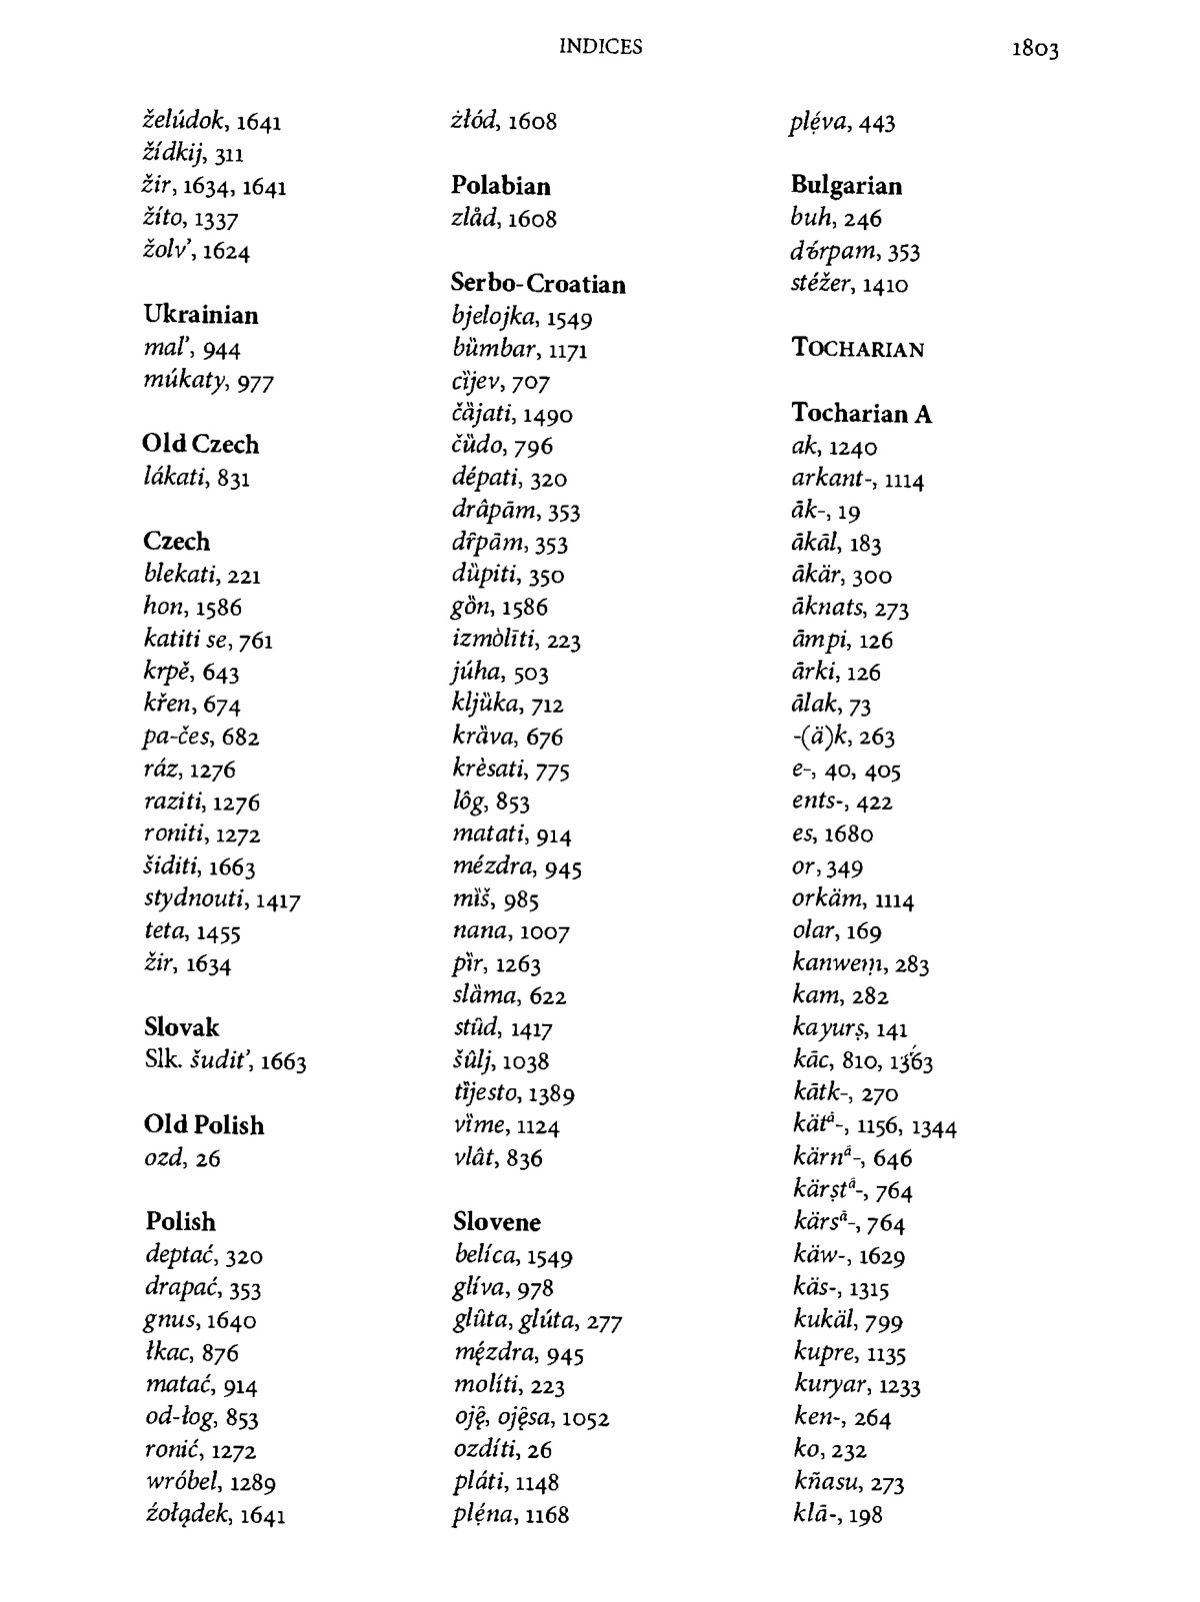 INDICES
1803
želúdok, 1641
žídkij, 311
žir, 1634, 1641
žíto, 1337
žolv’, 1624
Ukrainian
mal’, 944
múkaty, 977
Old Czech
lákati, 831
Czech
blekati, 221
hon, 1586
katiti se, 761
krpě, 643
křen, 674
pa-čes, 682
ráz, 1276
raziti, 1276
roniti, 1272
šiditi, 1663
stydnouti, 1417
teta, 1455
žir, 1634
Slovak
Slk. šudit’, 1663
Old Polish
ozd, 26
Polish
deptać, 320
drapać, 353
gnus, 1640
łkac, 876
matać, 914
od-łog, 853
ronić, 1272
wróbel, 1289
źołądek, 1641
żłód, 1608
Polabian
zlåd, 1608
Serbo-Croatian
bjelojka, 1549
bȕmbar, 1171
cȉjev, 707
čȁjati, 1490
čȕdo, 796
dépati, 320
drâpām, 353
dȓpām, 353
dȕpiti, 350
gȍn, 1586
izmòlīti, 223
júha, 503
kljȕka, 712
krȁva, 676
krèsati, 775
lôg, 853
matati, 914
mézdra, 945
mȉš, 985
nana, 1007
pȉr, 1263
slȁma, 622
stûd, 1417
šûlj, 1038
tȉjesto, 1389
vȉme, 1124
vlât, 836
Slovene
belíca, 1549
glíva, 978
glûta, glúta, 277
mẹ́zdra, 945
molíti, 223
ojệ, ojệsa, 1052
ozdíti, 26
pláti, 1148
plẹ́na, 1168
plẹ́va, 443
Bulgarian
buh, 246
dъ́rpam, 353
stéžer, 1410
TOCHARIAN
Tocharian A
ak, 1240
arkant-, 1114
āk-, 19
ākāl, 183
ākär, 300
āknats, 273
āmpi, 126
ārki, 126
ālak, 73
-(ä)k, 263
e-, 40, 405
ents-, 422
es, 1680
or, 349
orkäm, 1114
olar, 169
kanweṃ, 283
kam, 282
kayurṣ, 141
kāc, 810, 1363
kātk-, 270
kätᵃ̄-, 1156, 1344
kärnᵃ̄-, 646
kärṣtᵃ̄-, 764
kärsᵃ̄-, 764
käw-, 1629
käs-, 1315
kukäl, 799
kupre, 1135
kuryar, 1233
ken-, 264
ko, 232
kñasu, 273
klā-, 198